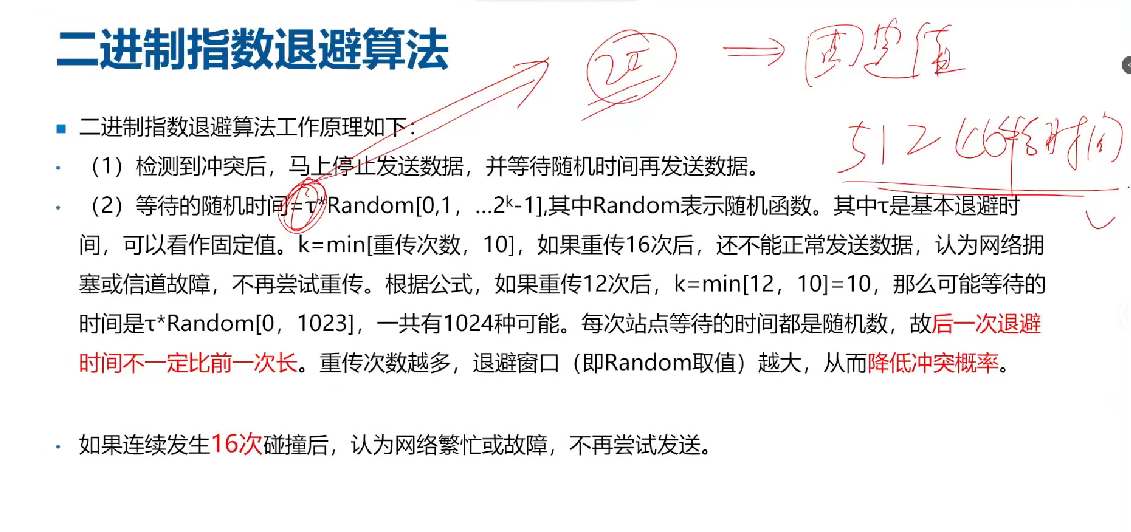 二进制指数退避算法
2τ
固定值
■ 二进制指数退避算法工作原理如下：
512比特时间
· （1）检测到冲突后，马上停止发送数据，并等待随机时间再发送数据。
· （2）等待的随机时间=τ*Random[0,1，…2ᵏ-1],其中Random表示随机函数。其中τ是基本退避时
间，可以看作固定值。k=min[重传次数，10]，如果重传16次后，还不能正常发送数据，认为网络拥
塞或信道故障，不再尝试重传。根据公式，如果重传12次后，k=min[12，10]=10，那么可能等待的
时间是τ*Random[0，1023]，一共有1024种可能。每次站点等待的时间都是随机数，故后一次退避
时间不一定比前一次长。重传次数越多，退避窗口（即Random取值）越大，从而降低冲突概率。
· 如果连续发生16次碰撞后，认为网络繁忙或故障，不再尝试发送。